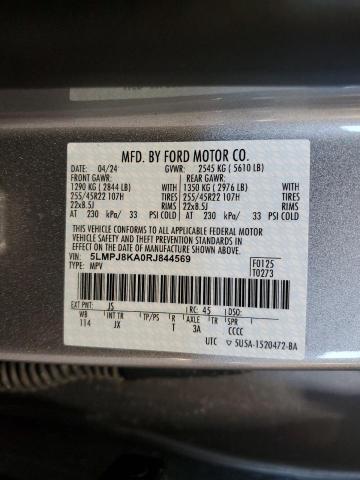 MFD. BY FORD MOTOR CO.
DATE: 04/24 GVWR: 2545 KG ( 5610 LB)
FRONT GAWR: REAR GAWR:
1290 KG ( 2844 LB) WITH 1350 KG ( 2976 LB) WITH
255/45R22 107H TIRES 255/45R22 107H TIRES
22x8.5J RIMS 22x8.5J RIMS
AT 230 kPa/ 33 PSI COLD AT 230 kPa/ 33 PSI COLD
THIS VEHICLE CONFORMS TO ALL APPLICABLE FEDERAL MOTOR
VEHICLE SAFETY AND THEFT PREVENTION STANDARDS IN EFFECT ON
THE DATE OF MANUFACTURE SHOWN ABOVE.
VIN: 5LMPJ8KA0RJ844569
TYPE: MPV
F0125
T0273
EXT PNT: JS RC: 45 DSO:
WB INT TR TP/PS R AXLE TR SPR
114 JX T 3A CCCC
UTC 5USA-1520472-BA